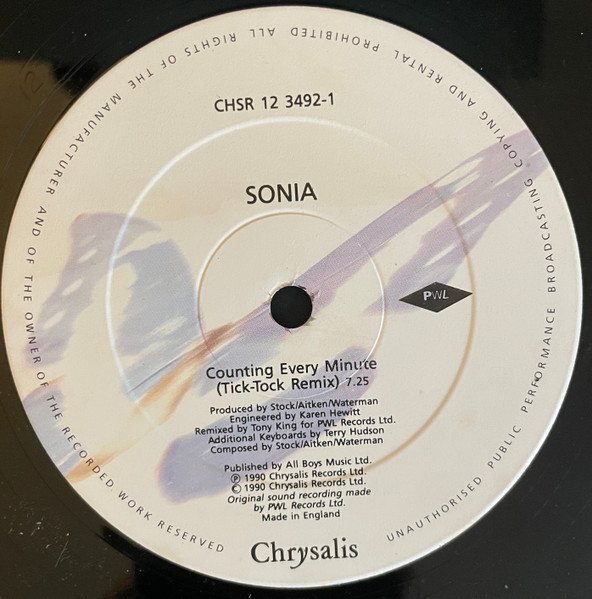 CHSR 12 3492-1
SONIA
PWL
Counting Every Minute
(Tick-Tock Remix) 7.25
Produced by Stock/Aitken/Waterman
Engineered by Karen Hewitt
Remixed by Tony King for PWL Records Ltd.
Additional Keyboards by Terry Hudson
Composed by Stock/Aitken/Waterman
Published by All Boys Music Ltd.
℗ 1990 Chrysalis Records Ltd.
© 1990 Chrysalis Records Ltd.
Original sound recording made
by PWL Records Ltd.
Made in England
Chrysalis
ALL RIGHTS OF THE MANUFACTURER AND OF THE OWNER OF THE RECORDED WORK RESERVED
UNAUTHORISED PUBLIC PERFORMANCE BROADCASTING COPYING AND RENTAL PROHIBITED